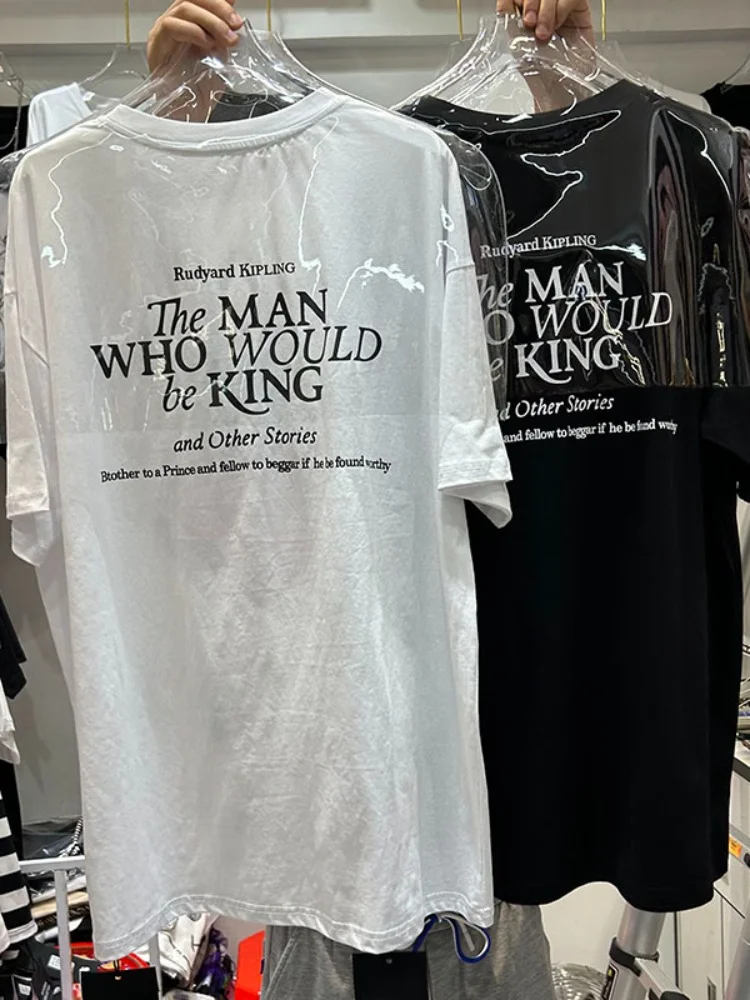 Rudyard KIPLING
The MAN
WHO WOULD
be KING
and Other Stories
Btother to a Prince and fellow to beggar if he be found worthy
Rudyard KIPLING
he MAN
O WOULD
e KING
d Other Stories
and fellow to beggar if he be found worthy